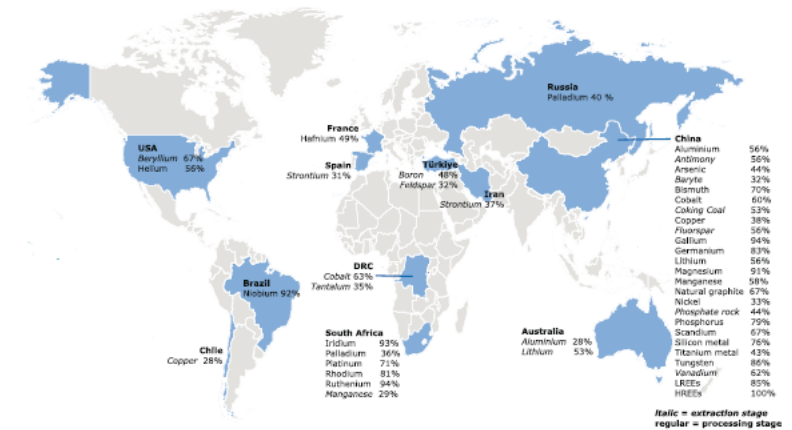 Russia
Palladium 40 %
France
Hafnium 49%
USA
Beryllium 67%
Helium 56%
Spain
Strontium 31%
Türkiye
Boron 48%
Feldspar 32%
Iran
Strontium 37%
China
Aluminium 56%
Antimony 56%
Arsenic 44%
Baryte 32%
Bismuth 70%
Cobalt 60%
Coking Coal 53%
Copper 38%
Fluorspar 56%
Gallium 94%
Germanium 83%
Lithium 56%
Magnesium 91%
Manganese 58%
Natural graphite 67%
Nickel 33%
Phosphate rock 44%
Phosphorus 79%
Scandium 67%
Silicon metal 76%
Titanium metal 43%
Tungsten 86%
Vanadium 62%
LREEs 85%
HREEs 100%
DRC
Cobalt 63%
Tantalum 35%
Brazil
Niobium 92%
Chile
Copper 28%
South Africa
Iridium 93%
Palladium 36%
Platinum 71%
Rhodium 81%
Ruthenium 94%
Manganese 29%
Australia
Aluminium 28%
Lithium 53%
Italic = extraction stage
regular = processing stage